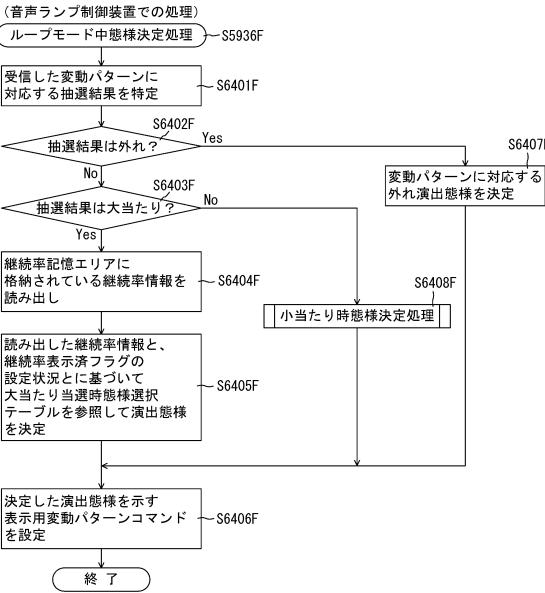 (音声ランプ制御装置での処理)
ループモード中態様決定処理
S5936F
受信した変動パターンに
対応する抽選結果を特定
S6401F
S6402F
抽選結果は外れ?
Yes
No
S6407F
変動パターンに対応する
外れ演出態様を決定
S6403F
抽選結果は大当たり?
No
Yes
継続率記憶エリアに
格納されている継続率情報を
読み出し
S6404F
S6408F
小当たり時態様決定処理
読み出した継続率情報と、
継続率表示済フラグの
設定状況とに基づいて
大当たり当選時態様選択
テーブルを参照して演出態様
を決定
S6405F
決定した演出態様を示す
表示用変動パターンコマンド
を設定
S6406F
終 了